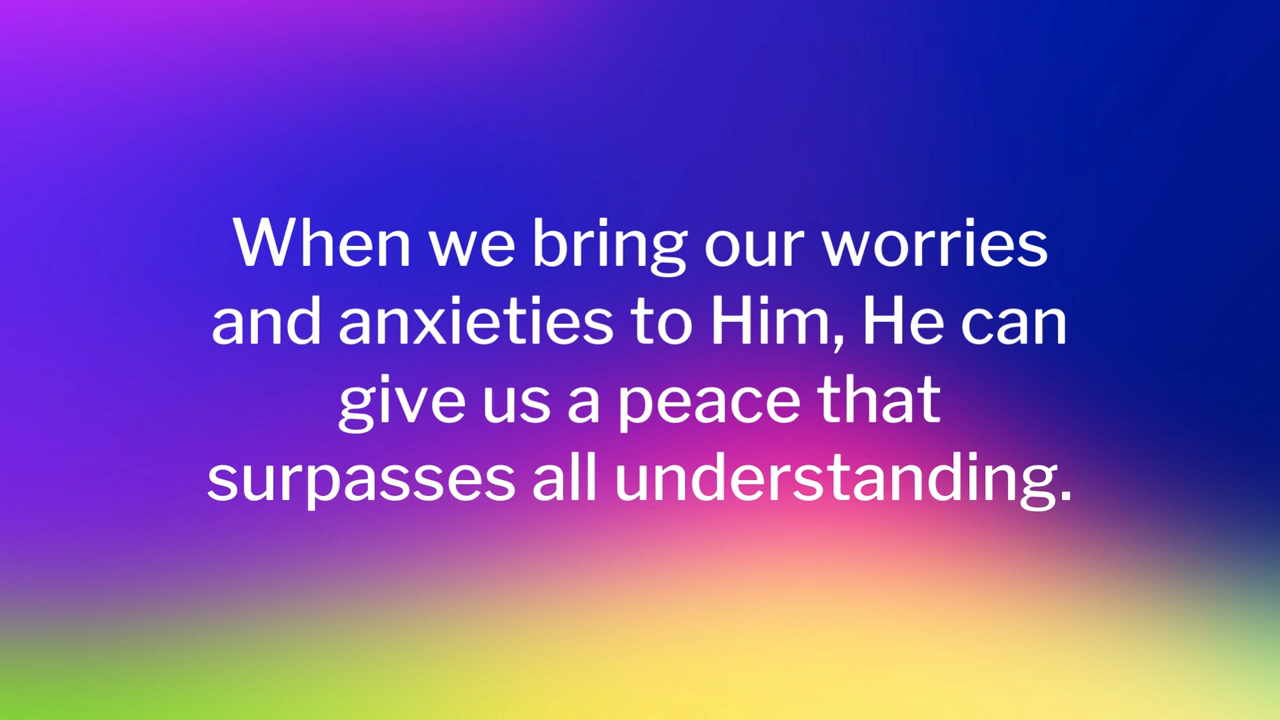 When we bring our worries
and anxieties to Him, He can
give us a peace that
surpasses all understanding.